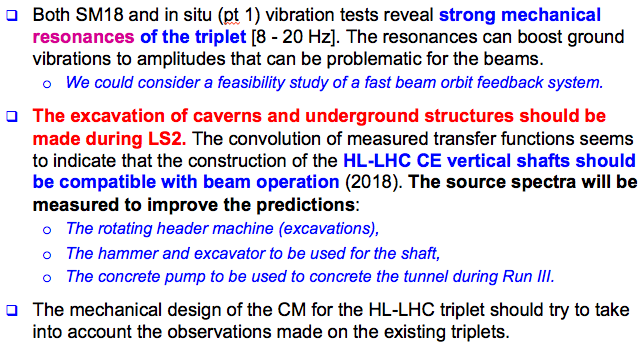 Both SM18 and in situ (pt 1) vibration tests reveal strong mechanical
resonances of the triplet [8 - 20 Hz]. The resonances can boost ground
vibrations to amplitudes that can be problematic for the beams.
We could consider a feasibility study of a fast beam orbit feedback system.
The excavation of caverns and underground structures should be
made during LS2. The convolution of measured transfer functions seems
to indicate that the construction of the HL-LHC CE vertical shafts should
be compatible with beam operation (2018). The source spectra will be
measured to improve the predictions:
The rotating header machine (excavations),
The hammer and excavator to be used for the shaft,
The concrete pump to be used to concrete the tunnel during Run III.
The mechanical design of the CM for the HL-LHC triplet should try to take
into account the observations made on the existing triplets.